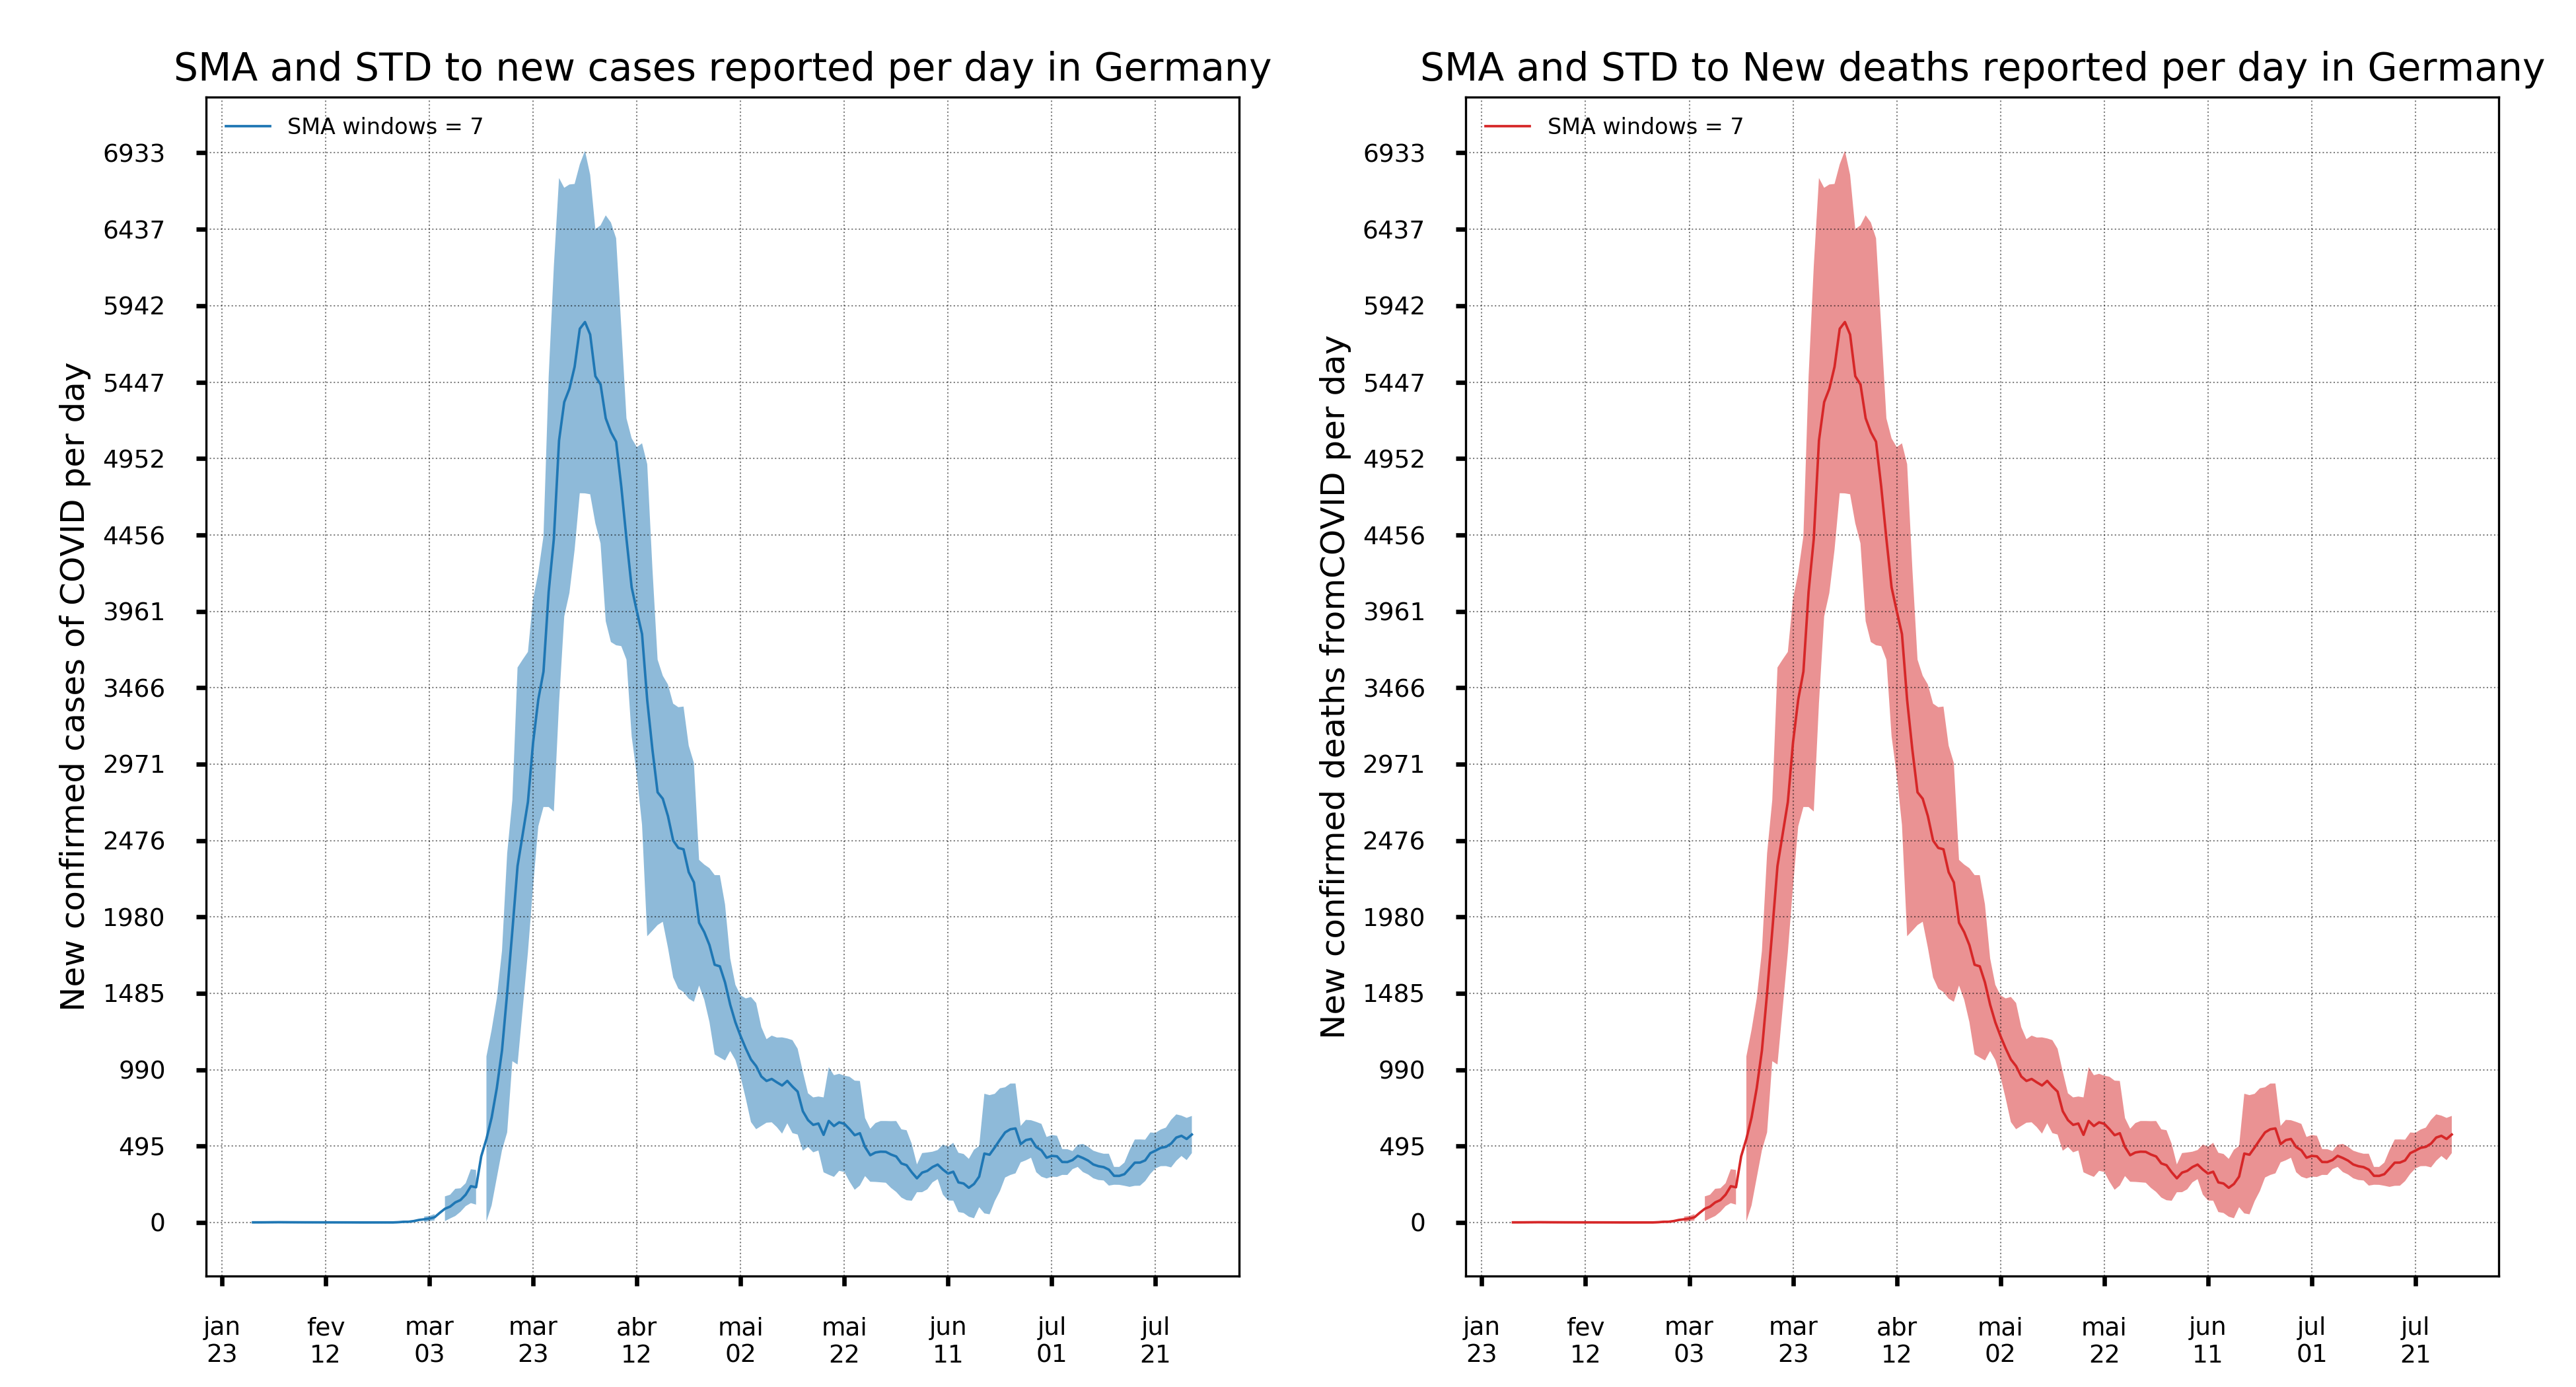 SMA and STD to new cases reported per day in Germany
SMA windows = 7
New confirmed cases of COVID per day
6933
6437
5942
5447
4952
4456
3961
3466
2971
2476
1980
1485
990
495
0
jan 23
fev 12
mar 03
mar 23
abr 12
mai 02
mai 22
jun 11
jul 01
jul 21
SMA and STD to New deaths reported per day in Germany
SMA windows = 7
New confirmed deaths fromCOVID per day
6933
6437
5942
5447
4952
4456
3961
3466
2971
2476
1980
1485
990
495
0
jan 23
fev 12
mar 03
mar 23
abr 12
mai 02
mai 22
jun 11
jul 01
jul 21